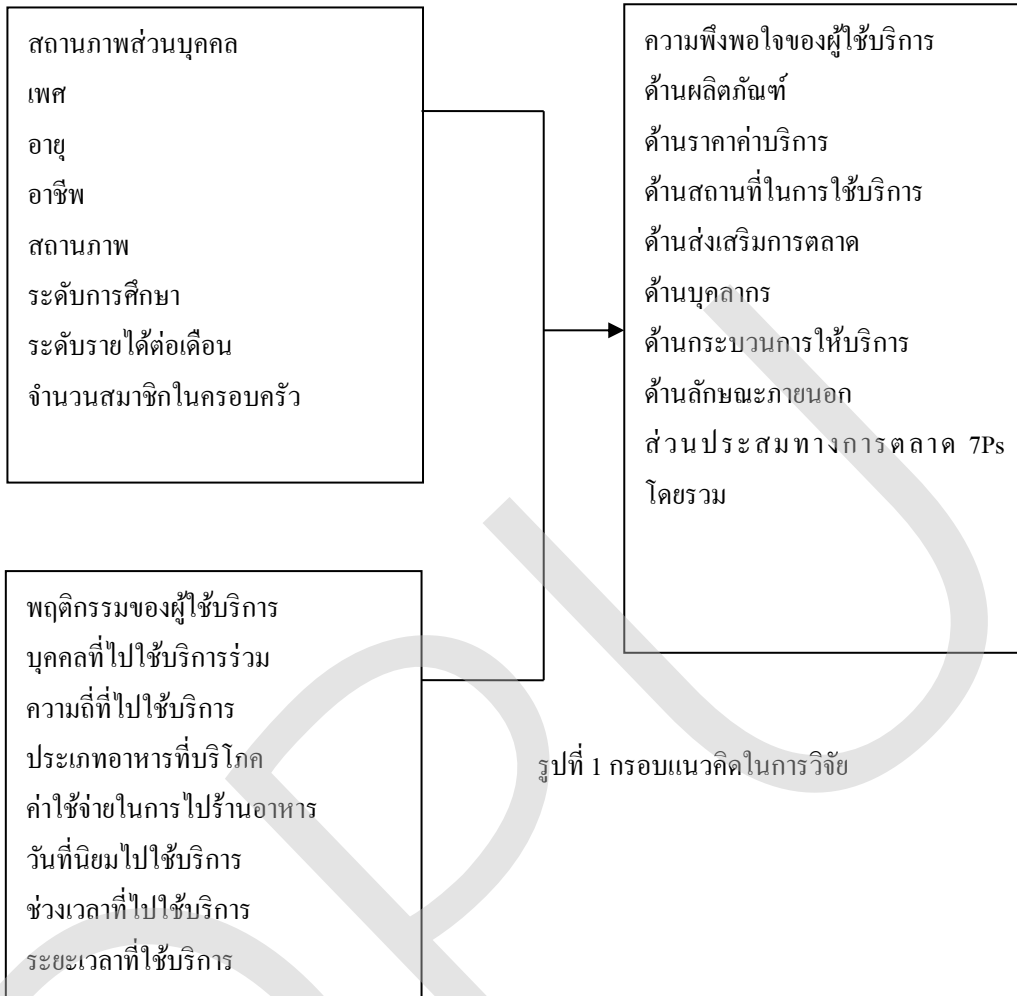 สถานภาพส่วนบุคคล
เพศ
อายุ
อาชีพ
สถานภาพ
ระดับการศึกษา
ระดับรายได้ต่อเดือน
จำนวนสมาชิกในครอบครัว
ความพึงพอใจของผู้ใช้บริการ
ด้านผลิตภัณฑ์
ด้านราคาค่าบริการ
ด้านสถานที่ในการใช้บริการ
ด้านส่งเสริมการตลาด
ด้านบุคลากร
ด้านกระบวนการให้บริการ
ด้านลักษณะภายนอก
ส่วนประสมทางการตลาด 7Ps
โดยรวม
พฤติกรรมของผู้ใช้บริการ
บุคคลที่ไปใช้บริการร่วม
ความถี่ที่ไปใช้บริการ
ประเภทอาหารที่บริโภค
ค่าใช้จ่ายในการไปร้านอาหาร
วันที่นิยมไปใช้บริการ
ช่วงเวลาที่ไปใช้บริการ
ระยะเวลาที่ใช้บริการ
รูปที่ 1 กรอบแนวคิดในการวิจัย
DPU